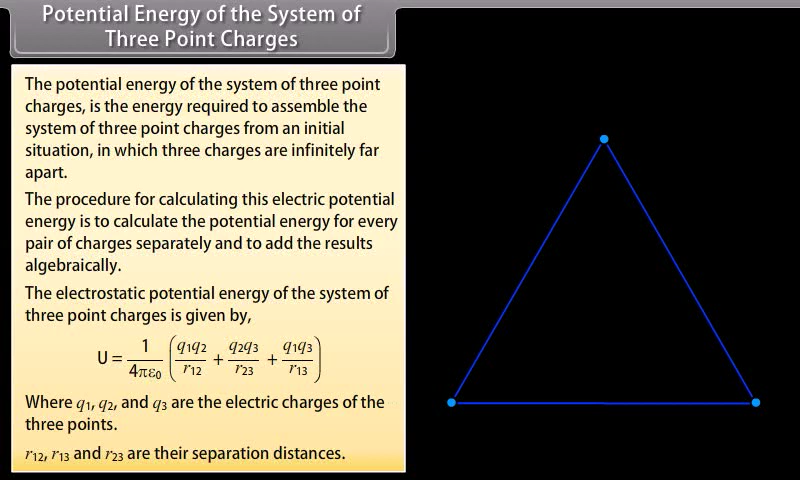 Potential Energy of the System of
Three Point Charges
The potential energy of the system of three point
charges, is the energy required to assemble the
system of three point charges from an initial
situation, in which three charges are infinitely far
apart.
The procedure for calculating this electric potential
energy is to calculate the potential energy for every
pair of charges separately and to add the results
algebraically.
The electrostatic potential energy of the system of
three point charges is given by,
U = 1/4πε₀ (q₁q₂/r₁₂ + q₂q₃/r₂₃ + q₁q₃/r₁₃)
Where q₁, q₂, and q₃ are the electric charges of the
three points.
r₁₂, r₁₃ and r₂₃ are their separation distances.